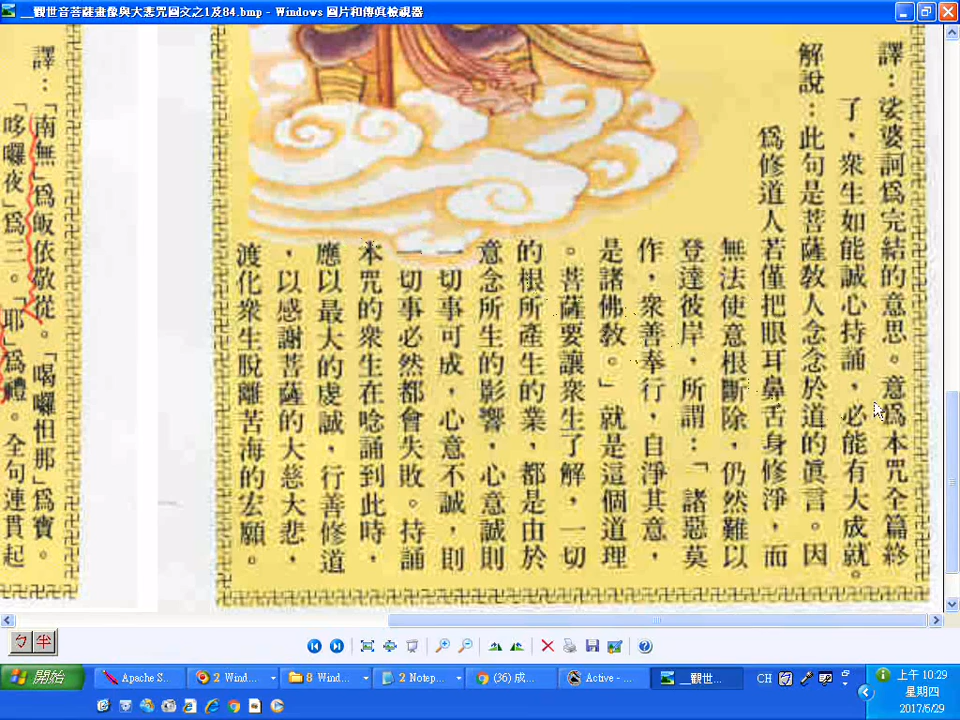 __觀世音菩薩畫像與大悲咒圖文之1及84.bmp - Windows 圖片和傳真檢視器
譯：娑婆訶爲完結的意思。意爲本咒全篇終
了，衆生如能誠心持誦，必能有大成就。
解說：此句是菩薩教人念念於道的眞言。因
爲修道人若僅把眼耳鼻舌身修淨，而
無法使意根斷除，仍然難以
登達彼岸，所謂：「諸惡莫
作，衆善奉行，自淨其意，
是諸佛教。」就是這個道理
。菩薩要讓衆生了解，一切
的根所產生的業，都是由於
意念所生的影響，心意誠則
一切事可成，心意不誠，則
一切事必然都會失敗。持誦
本咒的衆生在唸誦到此時，
應以最大的虔誠，行善修道
，以感謝菩薩的大慈大悲，
渡化衆生脫離苦海的宏願。
譯：「南無」爲皈依敬從。「喝囉怛那」爲寶。
「哆囉夜」爲三。「耶」爲禮。全句連貫起
ㄅ 半
開始
Apache S...
2 Wind...
8 Wind...
2 Notep...
(36) 成...
Active - ...
__觀世...
CH
上午 10:29
星期四
2017/6/29